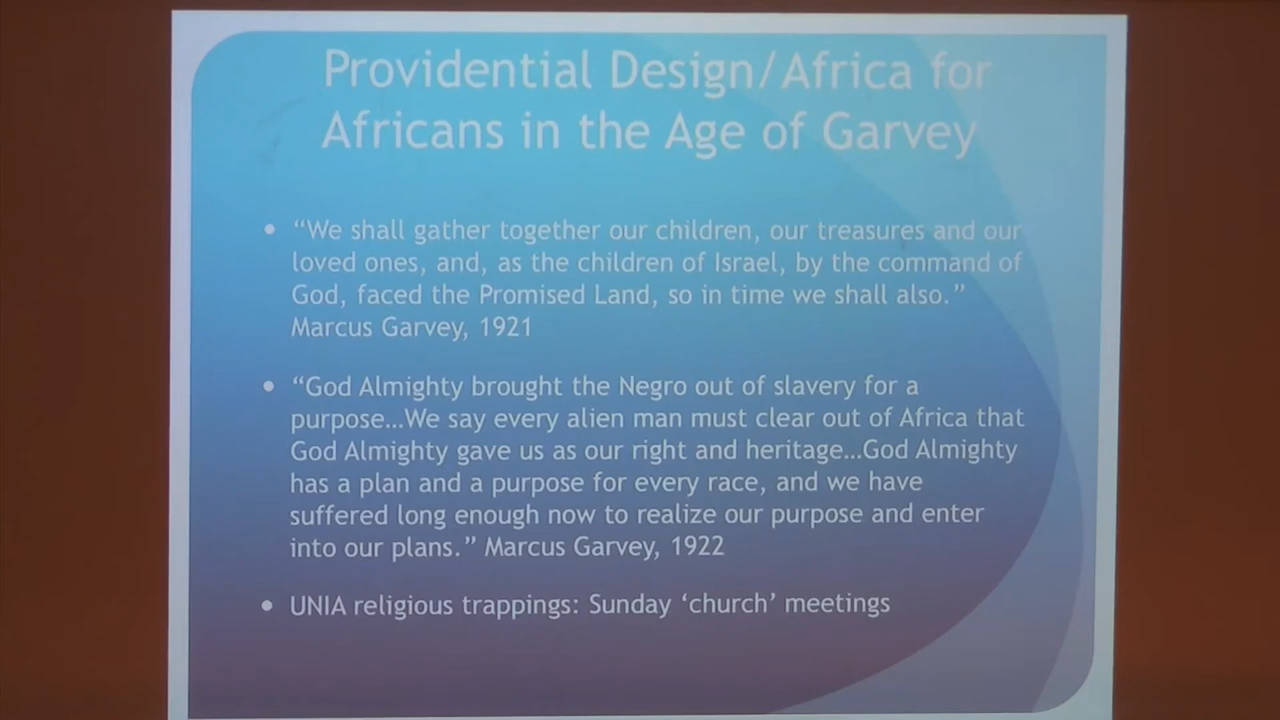 Providential Design/Africa for
Africans in the Age of Garvey
• “We shall gather together our children, our treasures and our
loved ones, and, as the children of Israel, by the command of
God, faced the Promised Land, so in time we shall also.”
Marcus Garvey, 1921
• “God Almighty brought the Negro out of slavery for a
purpose…We say every alien man must clear out of Africa that
God Almighty gave us as our right and heritage…God Almighty
has a plan and a purpose for every race, and we have
suffered long enough now to realize our purpose and enter
into our plans.” Marcus Garvey, 1922
• UNIA religious trappings: Sunday ‘church’ meetings